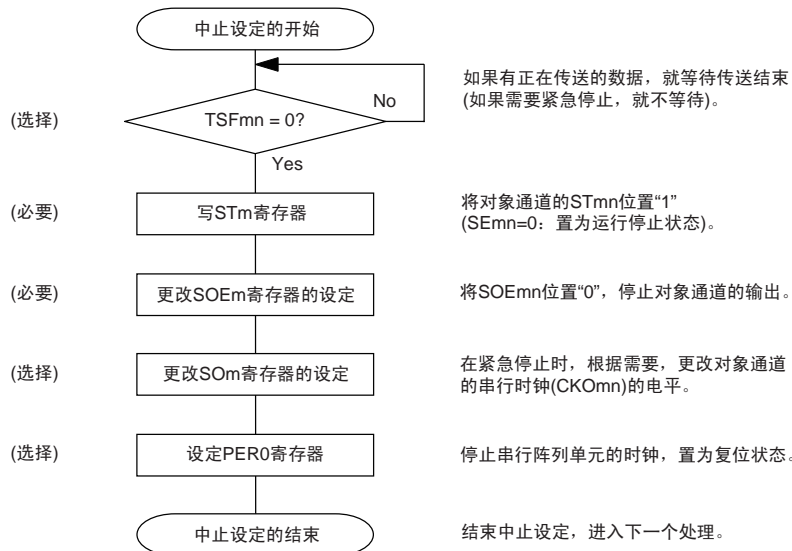 中止设定的开始
如果有正在传送的数据，就等待传送结束
(如果需要紧急停止，就不等待)。
No
(选择)
TSFmn = 0?
Yes
(必要)
写STm寄存器
将对象通道的STmn位置“1”
(SEmn=0：置为运行停止状态)。
(必要)
更改SOEm寄存器的设定
将SOEmn位置“0”，停止对象通道的输出。
(选择)
更改SOm寄存器的设定
在紧急停止时，根据需要，更改对象通道
的串行时钟(CKOmn)的电平。
(选择)
设定PER0寄存器
停止串行阵列单元的时钟，置为复位状态。
中止设定的结束
结束中止设定，进入下一个处理。